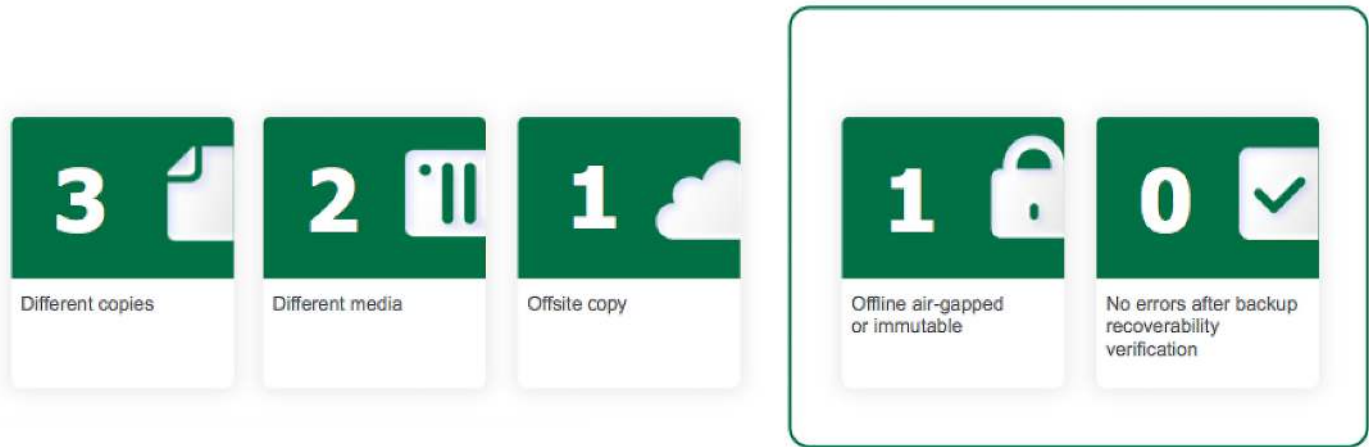 3
Different copies
2
Different media
1
Offsite copy
1
Offline air-gapped
or immutable
0
No errors after backup
recoverability
verification